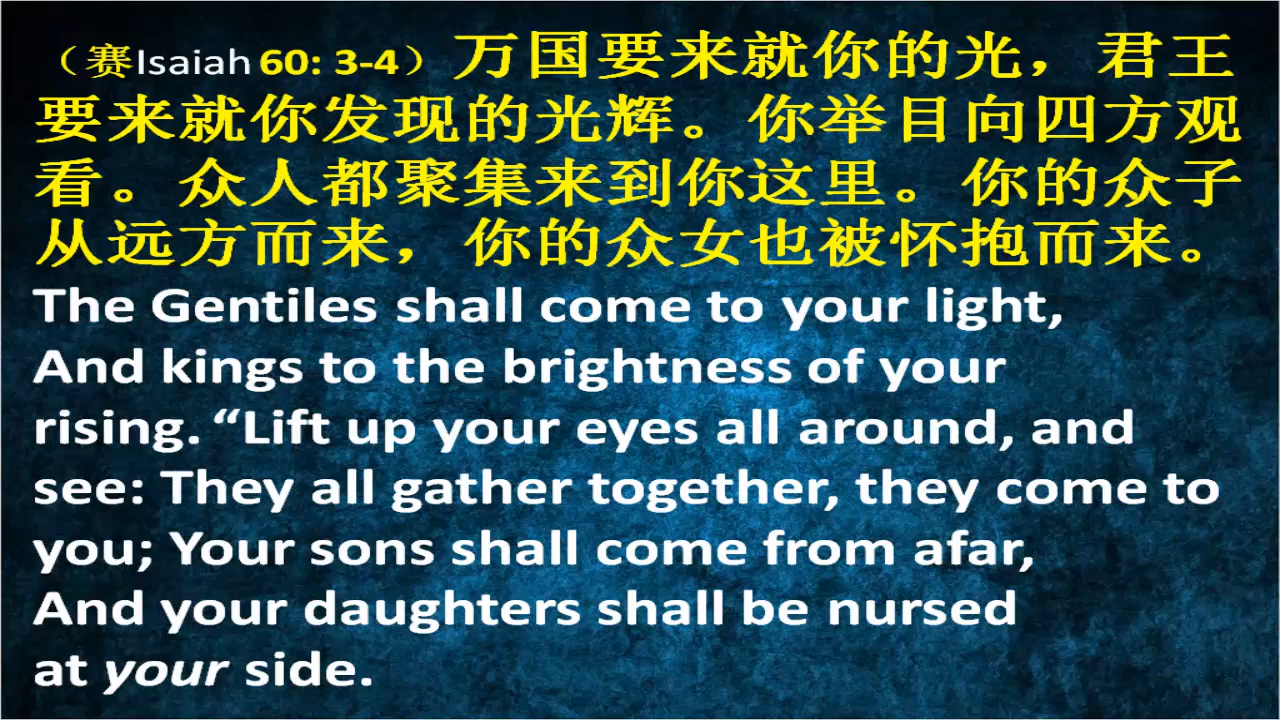 （赛Isaiah 60: 3-4）万国要来就你的光，君王
要来就你发现的光辉。你举目向四方观
看。众人都聚集来到你这里。你的众子
从远方而来，你的众女也被怀抱而来。
The Gentiles shall come to your light,
And kings to the brightness of your
rising. “Lift up your eyes all around, and
see: They all gather together, they come to
you; Your sons shall come from afar,
And your daughters shall be nursed
at your side.